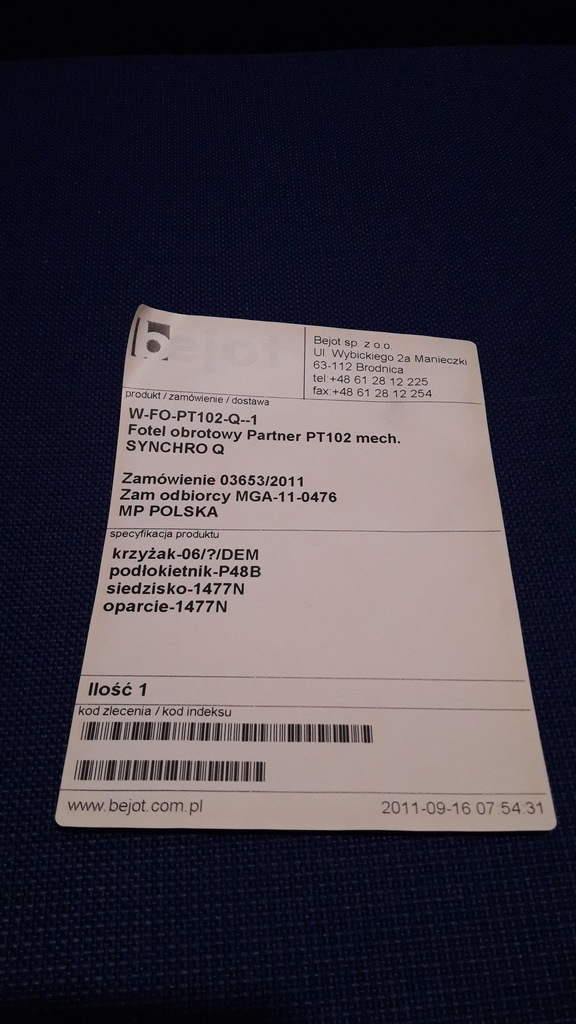 bejot
Bejot sp. z o.o.
Ul. Wybickiego 2a Manieczki
63-112 Brodnica
tel:+48 61 28 12 225
fax:+48 61 28 12 254
produkt / zamówienie / dostawa
W-FO-PT102-Q--1
Fotel obrotowy Partner PT102 mech.
SYNCHRO Q
Zamówienie 03653/2011
Zam odbiorcy MGA-11-0476
MP POLSKA
specyfikacja produktu
krzyżak-06/?/DEM
podłokietnik-P48B
siedzisko-1477N
oparcie-1477N
Ilość 1
kod zlecenia / kod indeksu
www.bejot.com.pl
2011-09-16 07:54:31